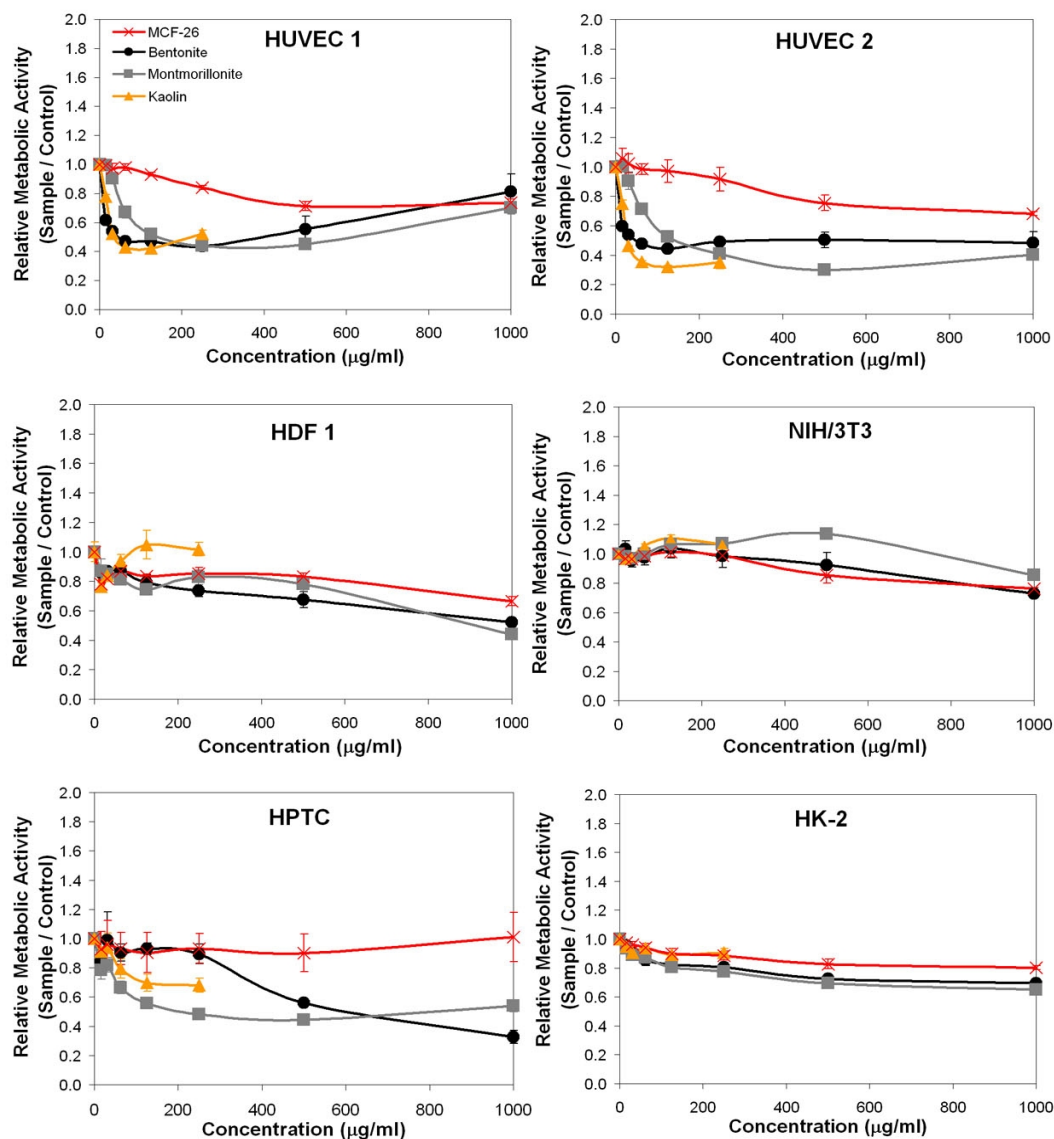 HUVEC 1
MCF-26
Bentonite
Montmorillonite
Kaolin
Relative Metabolic Activity
(Sample / Control)
2.0
1.8
1.6
1.4
1.2
1.0
0.8
0.6
0.4
0.2
0.0
0 200 400 600 800 1000
Concentration (μg/ml)
HUVEC 2
Relative Metabolic Activity
(Sample / Control)
2.0
1.8
1.6
1.4
1.2
1.0
0.8
0.6
0.4
0.2
0.0
0 200 400 600 800 1000
Concentration (μg/ml)
HDF 1
Relative Metabolic Activity
(Sample / Control)
2.0
1.8
1.6
1.4
1.2
1.0
0.8
0.6
0.4
0.2
0.0
0 200 400 600 800 1000
Concentration (μg/ml)
NIH/3T3
Relative Metabolic Activity
(Sample / Control)
2.0
1.8
1.6
1.4
1.2
1.0
0.8
0.6
0.4
0.2
0.0
0 200 400 600 800 1000
Concentration (μg/ml)
HPTC
Relative Metabolic Activity
(Sample / Control)
2.0
1.8
1.6
1.4
1.2
1.0
0.8
0.6
0.4
0.2
0.0
0 200 400 600 800 1000
Concentration (μg/ml)
HK-2
Relative Metabolic Activity
(Sample / Control)
2.0
1.8
1.6
1.4
1.2
1.0
0.8
0.6
0.4
0.2
0.0
0 200 400 600 800 1000
Concentration (μg/ml)